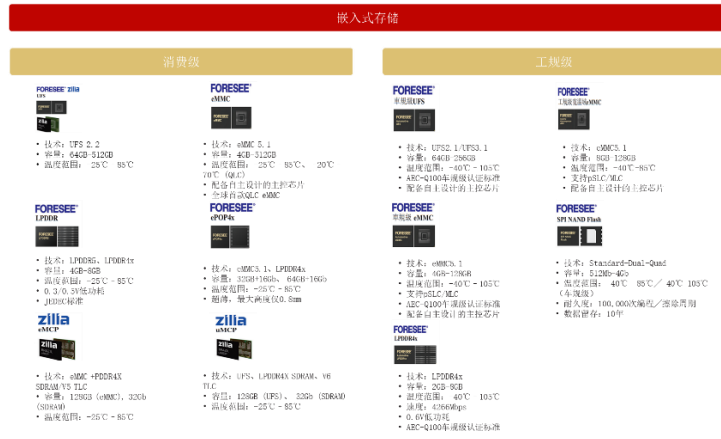 嵌入式存储
消费级
FORESEE® zilia
UFS
• 技术：UFS 2.2
• 容量：64GB-512GB
• 温度范围： 25℃ 85℃
FORESEE®
eMMC
• 技术：eMMC 5.1
• 容量：4GB-512GB
• 温度范围： 25℃ 85℃、 20℃
70℃ (QLC)
• 配备自主设计的主控芯片
• 全球首款QLC eMMC
FORESEE®
LPDDR
• 技术：LPDDR5、LPDDR4x
• 容量：4GB-8GB
• 温度范围：-25℃ - 85℃
• 0.3/0.5V低功耗
• JEDEC标准
FORESEE®
ePOP4x
• 技术：eMMC5.1、LPDDR4x
• 容量：32GB+16Gb、 64GB-16Gb
• 温度范围：-25℃ - 85℃
• 超薄，最大高度仅0.8mm
zilia
eMCP
• 技术：eMMC +PDDR4X
SDRAM/V5 TLC
• 容量：128GB (eMMC)，32Gb
(SDRAM)
• 温度范围：-25℃ - 85℃
zilia
uMCP
• 技术：UFS、LPDDR4X SDRAM、V6
TLC
• 容量：128GB (UFS)、 32Gb (SDRAM)
• 温度范围：-25℃ - 85℃
工规级
FORESEE®
车规级UFS
• 技术：UFS2.1/UFS3.1
• 容量：64GB-256GB
• 温度范围：-40℃ - 105℃
• AEC-Q100车规级认证标准
• 配备自主设计的主控芯片
FORESEE®
工规级宽温级eMMC
• 技术：eMMC5.1
• 容量：8GB-128GB
• 温度范围：-40℃-85℃
• 支持pSLC/MLC
• 配备自主设计的主控芯片
FORESEE®
车规级 eMMC
• 技术：eMMC5.1
• 容量：4GB-128GB
• 温度范围：-40℃ - 105℃
• 支持pSLC/MLC
• AEC-Q100车规级认证标准
• 配备自主设计的主控芯片
FORESEE®
SPI NAND Flash
• 技术：Standard-Dual-Quad
• 容量：512Mb-4Gb
• 温度范围： 40℃ 85℃／ 40℃ 105℃
（车规级）
• 耐久度：100,000次编程／擦除周期
• 数据留存：10年
FORESEE®
LPDDR4x
• 技术：LPDDR4x
• 容量：2GB-8GB
• 温度范围： 40℃ 105℃
• 速度：4266Mbps
• 0.6V低功耗
• AEC-Q100车规级认证标准